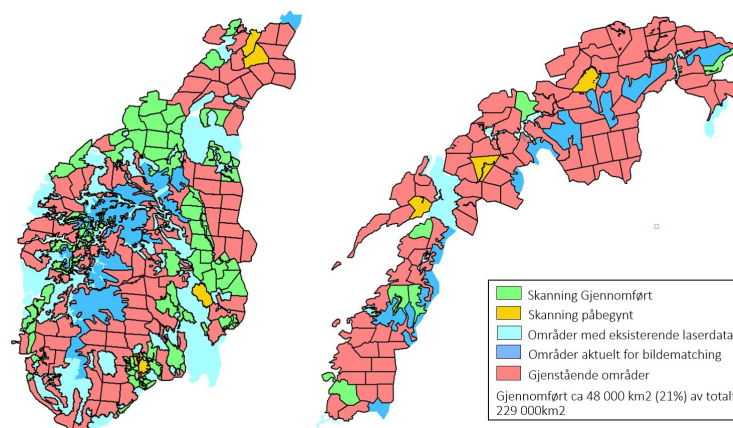 Skanning Gjennomført
Skanning påbegynt
Områder med eksisterende laserdata
Områder aktuelt for bildematching
Gjenstående områder
Gjennomført ca 48 000 km2 (21%) av totalt
229 000km2